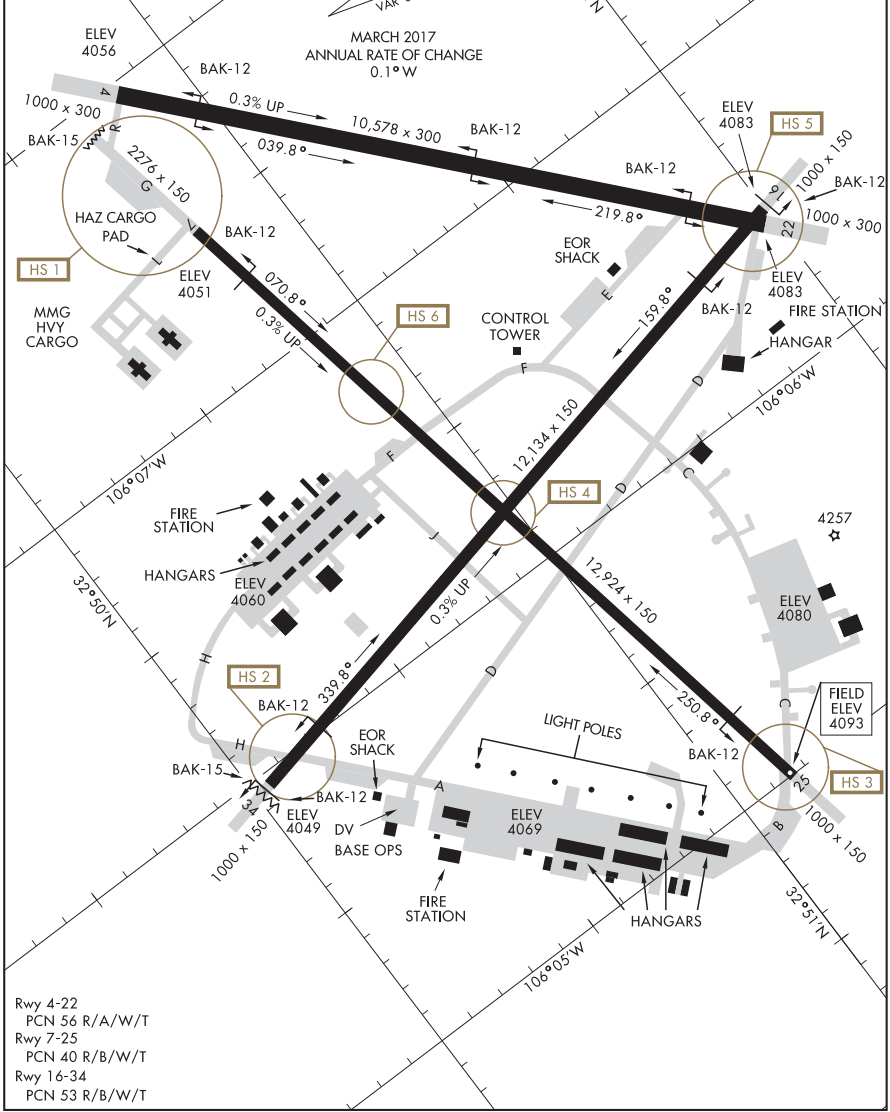 VAR
N
MARCH 2017
ANNUAL RATE OF CHANGE
0.1° W
ELEV
4056
BAK-12
4
1000 x 300
R
BAK-15
0.3% UP
039.8°
10,578 x 300
BAK-12
BAK-12
219.8°
ELEV
4083
HS 5
16
1000 x 150
BAK-12
22
1000 x 300
ELEV
4083
2276 x 150
G
HAZ CARGO
PAD
L
7
HS 1
ELEV
4051
BAK-12
070.8°
0.3% UP
MMG
HVY
CARGO
HS 6
EOR
SHACK
E
CONTROL
TOWER
F
159.8°
BAK-12
FIRE STATION
HANGAR
D
106°06'W
12,134 x 150
106°07'W
F
HS 4
D
C
FIRE
STATION
HANGARS
ELEV
4060
J
0.3% UP
12,924 x 150
4257
ELEV
4080
32°50'N
H
D
HS 2
BAK-12
339.8°
C
FIELD
ELEV
4093
250.8°
BAK-12
HS 3
25
1000 x 150
B
H
BAK-15
EOR
SHACK
LIGHT POLES
BAK-12
34
ELEV
4049
1000 x 150
A
DV
BASE OPS
ELEV
4069
FIRE
STATION
HANGARS
32°51'N
106°05'W
Rwy 4-22
PCN 56 R/A/W/T
Rwy 7-25
PCN 40 R/B/W/T
Rwy 16-34
PCN 53 R/B/W/T